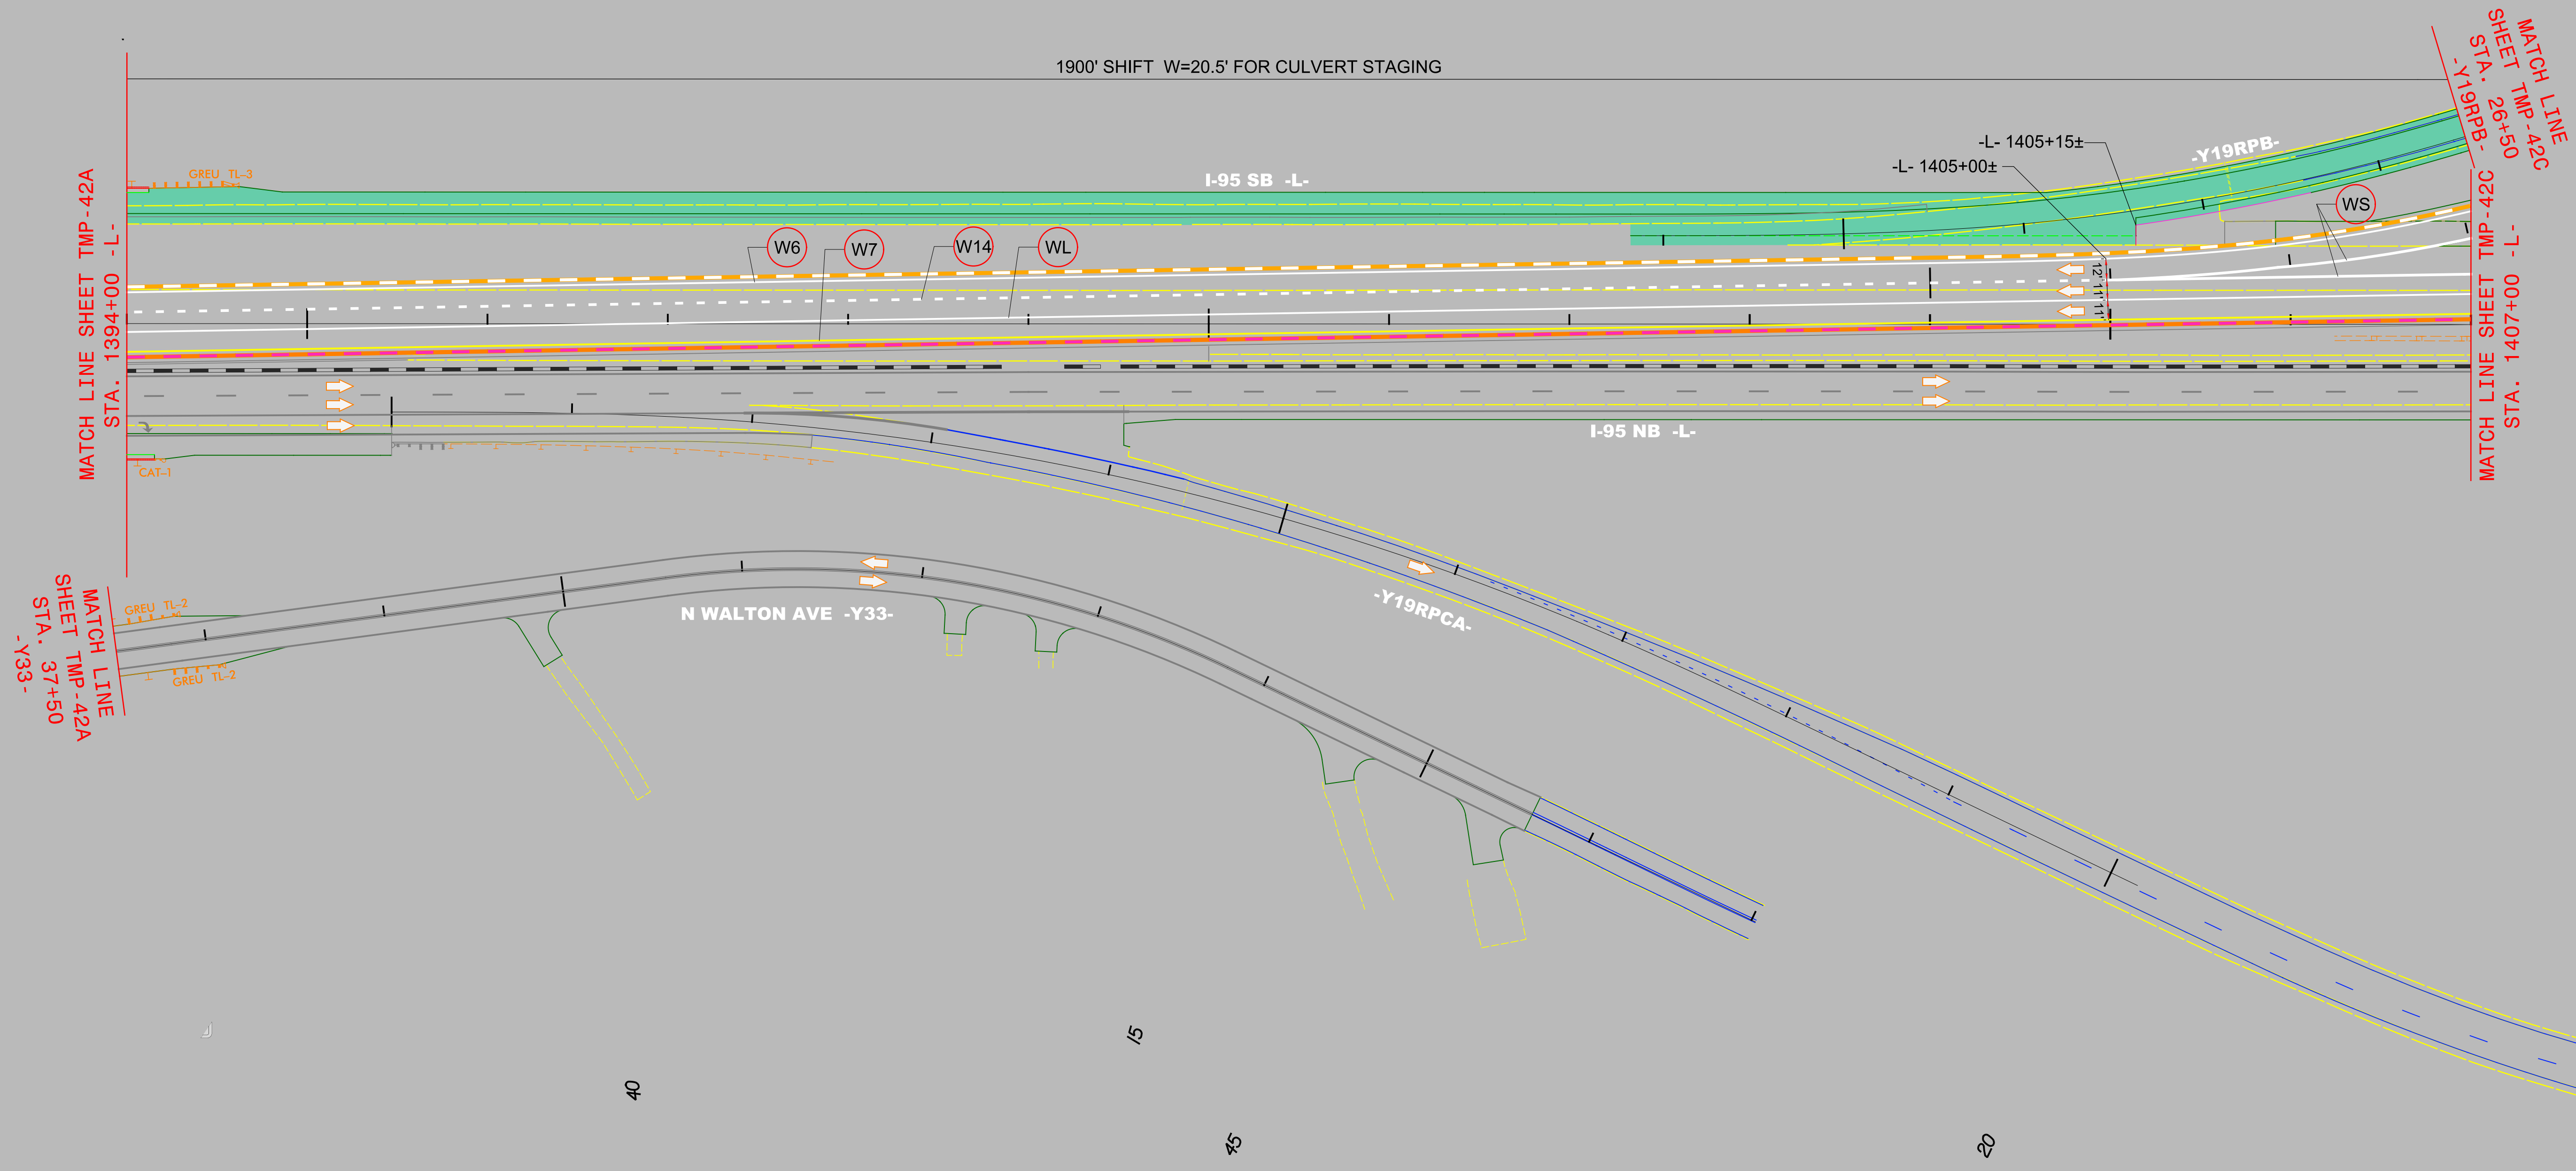 1900' SHIFT  W=20.5' FOR CULVERT STAGING
MATCH LINE
SHEET TMP-42C
STA. 26+50
-Y19RPB-
-L- 1405+15±
-L- 1405+00±
-Y19RPB-
GREU TL-3
I-95 SB  -L-
WS
W6
W7
W14
WL
12'
11'
11'
MATCH LINE SHEET TMP-42A
STA. 1394+00 -L-
MATCH LINE SHEET TMP-42C
STA. 1407+00 -L-
I-95 NB  -L-
CAT-1
GREU TL-2
GREU TL-2
MATCH LINE
SHEET TMP-42A
STA. 37+50
-Y33-
N WALTON AVE  -Y33-
-Y19RPCA-
15
40
45
20